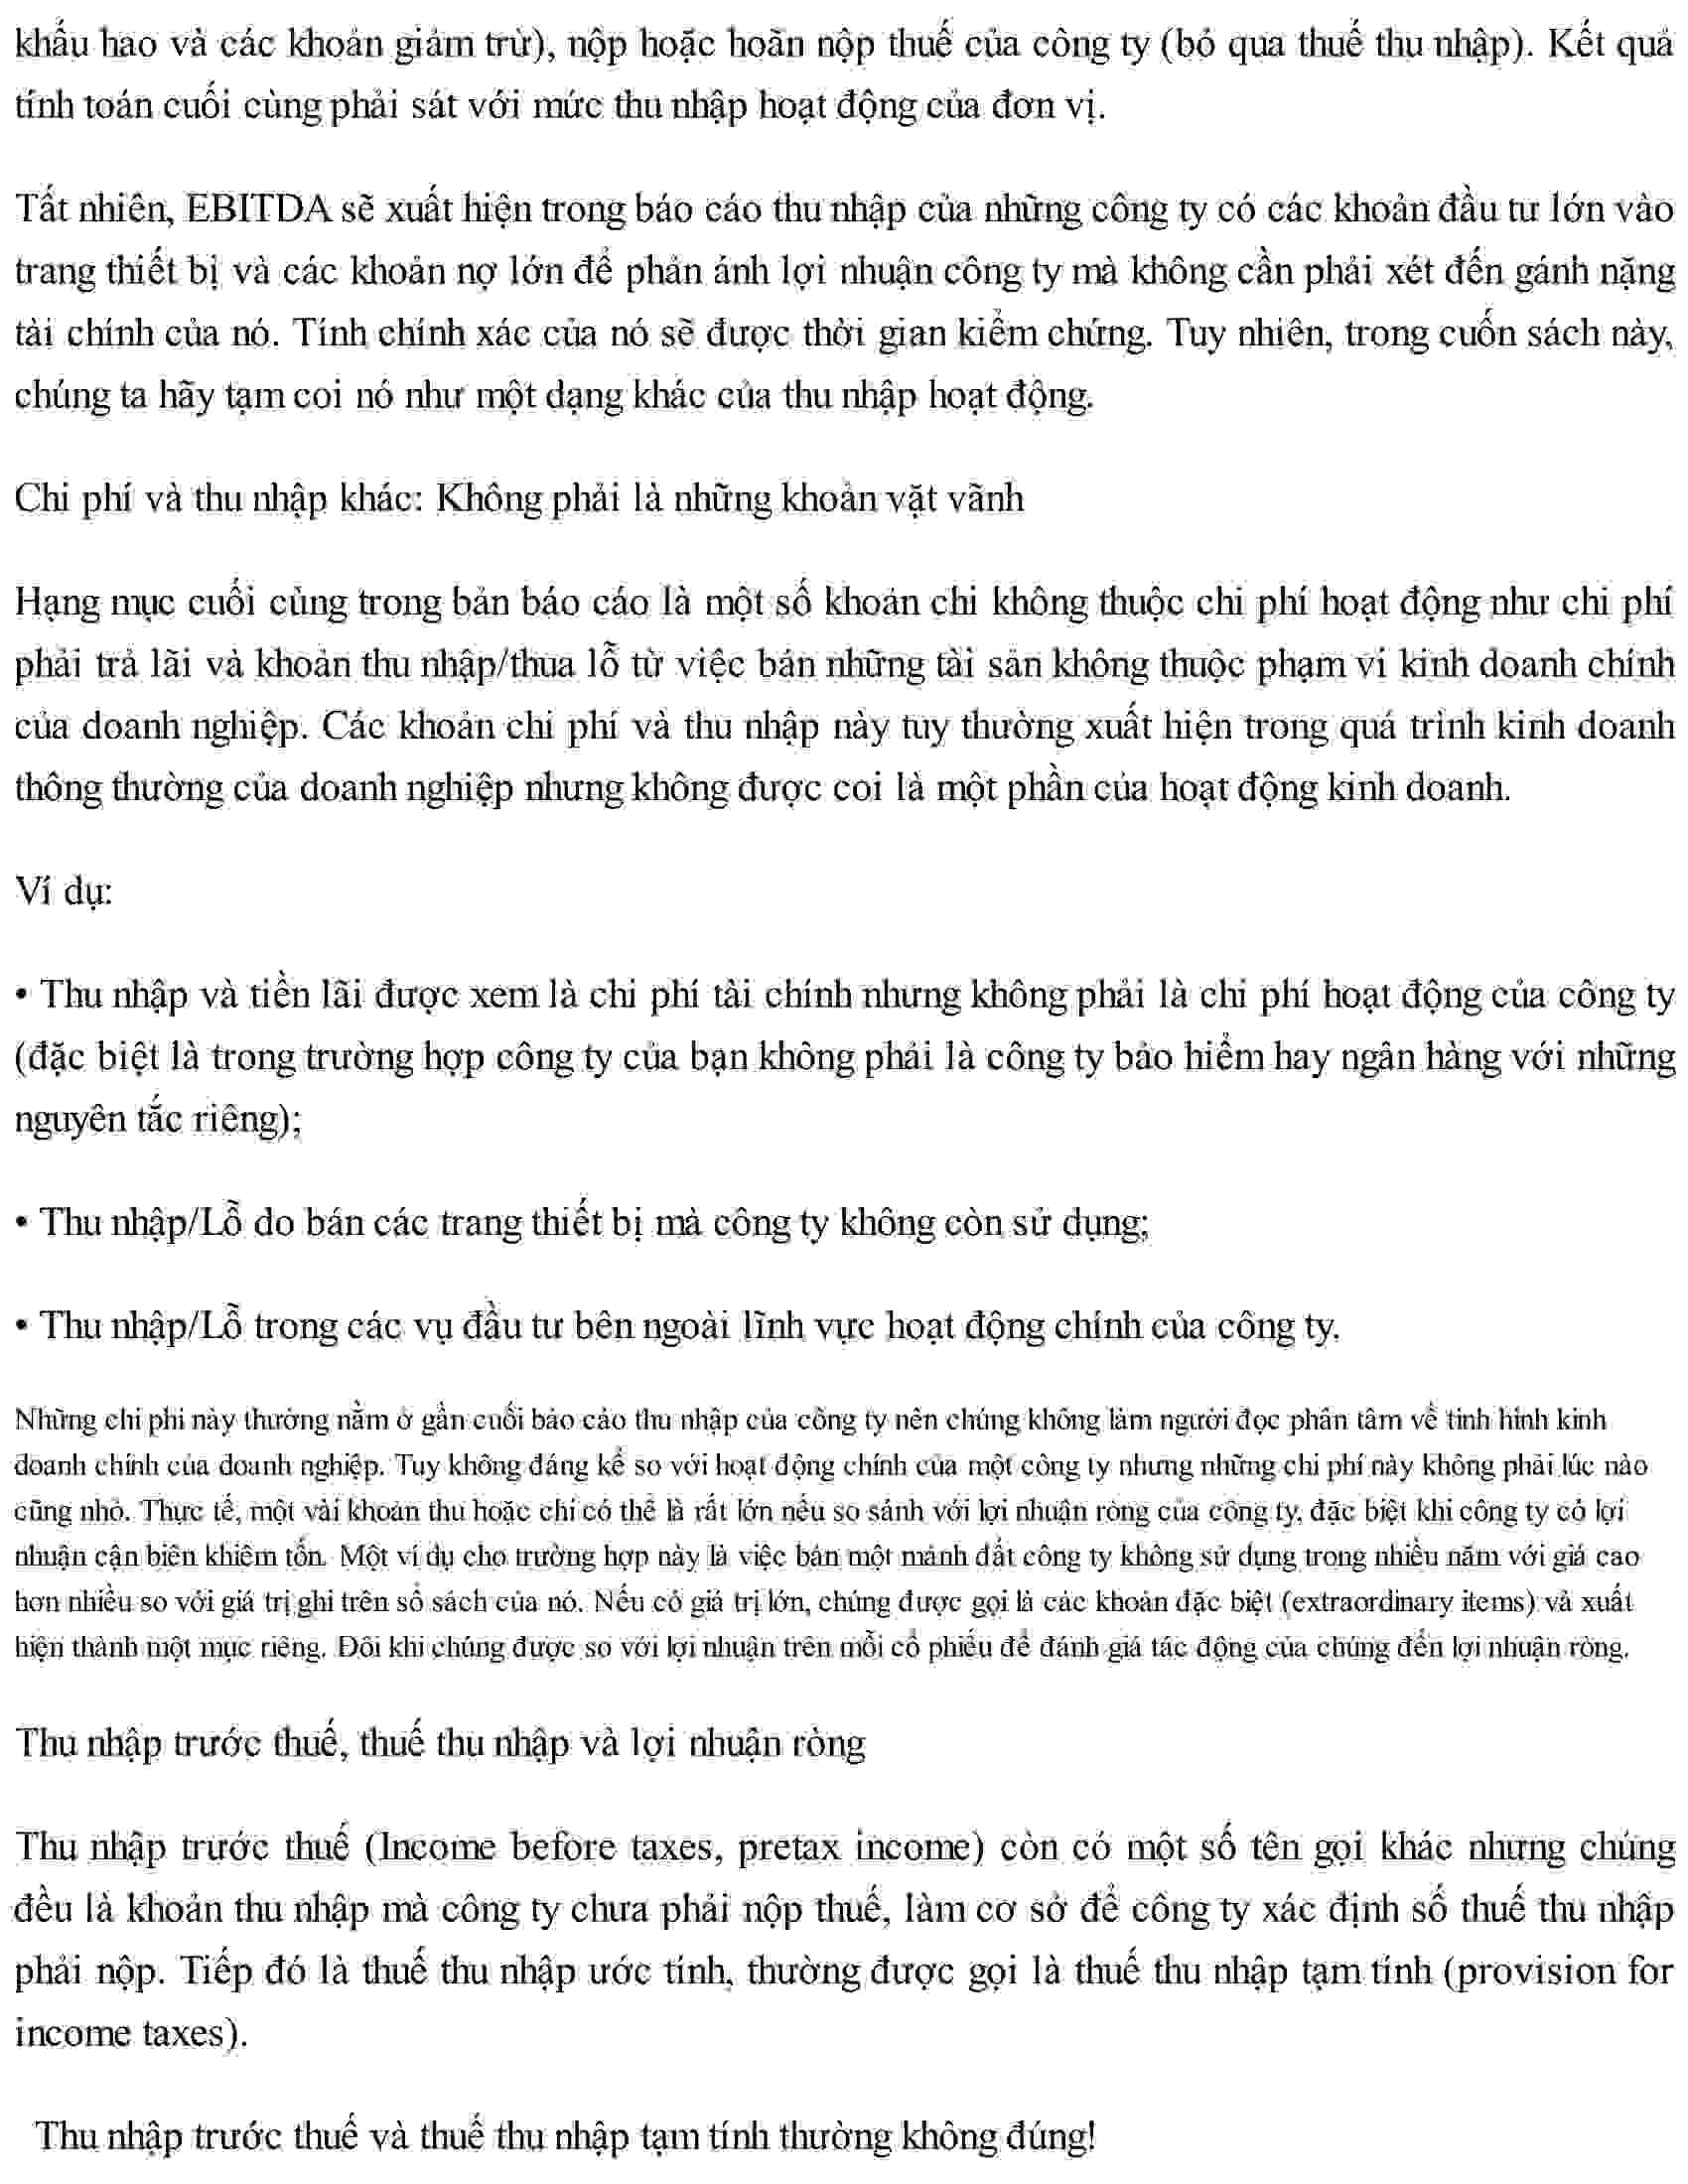 khấu hao và các khoản giảm trừ), nộp hoặc hoãn nộp thuế của công ty (bỏ qua thuế thu nhập). Kết quả
tính toán cuối cùng phải sát với mức thu nhập hoạt động của đơn vị.
Tất nhiên, EBITDA sẽ xuất hiện trong báo cáo thu nhập của những công ty có các khoản đầu tư lớn vào
trang thiết bị và các khoản nợ lớn để phản ánh lợi nhuận công ty mà không cần phải xét đến gánh nặng
tài chính của nó. Tính chính xác của nó sẽ được thời gian kiểm chứng. Tuy nhiên, trong cuốn sách này,
chúng ta hãy tạm coi nó như một dạng khác của thu nhập hoạt động.
Chi phí và thu nhập khác: Không phải là những khoản vặt vãnh
Hạng mục cuối cùng trong bản báo cáo là một số khoản chi không thuộc chi phí hoạt động như chi phí
phải trả lãi và khoản thu nhập/thua lỗ từ việc bán những tài sản không thuộc phạm vi kinh doanh chính
của doanh nghiệp. Các khoản chi phí và thu nhập này tuy thường xuất hiện trong quá trình kinh doanh
thông thường của doanh nghiệp nhưng không được coi là một phần của hoạt động kinh doanh.
Ví dụ:
• Thu nhập và tiền lãi được xem là chi phí tài chính nhưng không phải là chi phí hoạt động của công ty
(đặc biệt là trong trường hợp công ty của bạn không phải là công ty bảo hiểm hay ngân hàng với những
nguyên tắc riêng);
• Thu nhập/Lỗ do bán các trang thiết bị mà công ty không còn sử dụng;
• Thu nhập/Lỗ trong các vụ đầu tư bên ngoài lĩnh vực hoạt động chính của công ty.
Những chi phí này thường nằm ở gần cuối báo cáo thu nhập của công ty nên chúng không làm người đọc phân tâm về tình hình kinh
doanh chính của doanh nghiệp. Tuy không đáng kể so với hoạt động chính của một công ty nhưng những chi phí này không phải lúc nào
cũng nhỏ. Thực tế, một vài khoản thu hoặc chi có thể là rất lớn nếu so sánh với lợi nhuận ròng của công ty, đặc biệt khi công ty có lợi
nhuận cận biên khiêm tốn. Một ví dụ cho trường hợp này là việc bán một mảnh đất công ty không sử dụng trong nhiều năm với giá cao
hơn nhiều so với giá trị ghi trên sổ sách của nó. Nếu có giá trị lớn, chúng được gọi là các khoản đặc biệt (extraordinary items) và xuất
hiện thành một mục riêng. Đôi khi chúng được so với lợi nhuận trên mỗi cổ phiếu để đánh giá tác động của chúng đến lợi nhuận ròng.
Thu nhập trước thuế, thuế thu nhập và lợi nhuận ròng
Thu nhập trước thuế (Income before taxes, pretax income) còn có một số tên gọi khác nhưng chúng
đều là khoản thu nhập mà công ty chưa phải nộp thuế, làm cơ sở để công ty xác định số thuế thu nhập
phải nộp. Tiếp đó là thuế thu nhập ước tính, thường được gọi là thuế thu nhập tạm tính (provision for
income taxes).
Thu nhập trước thuế và thuế thu nhập tạm tính thường không đúng!